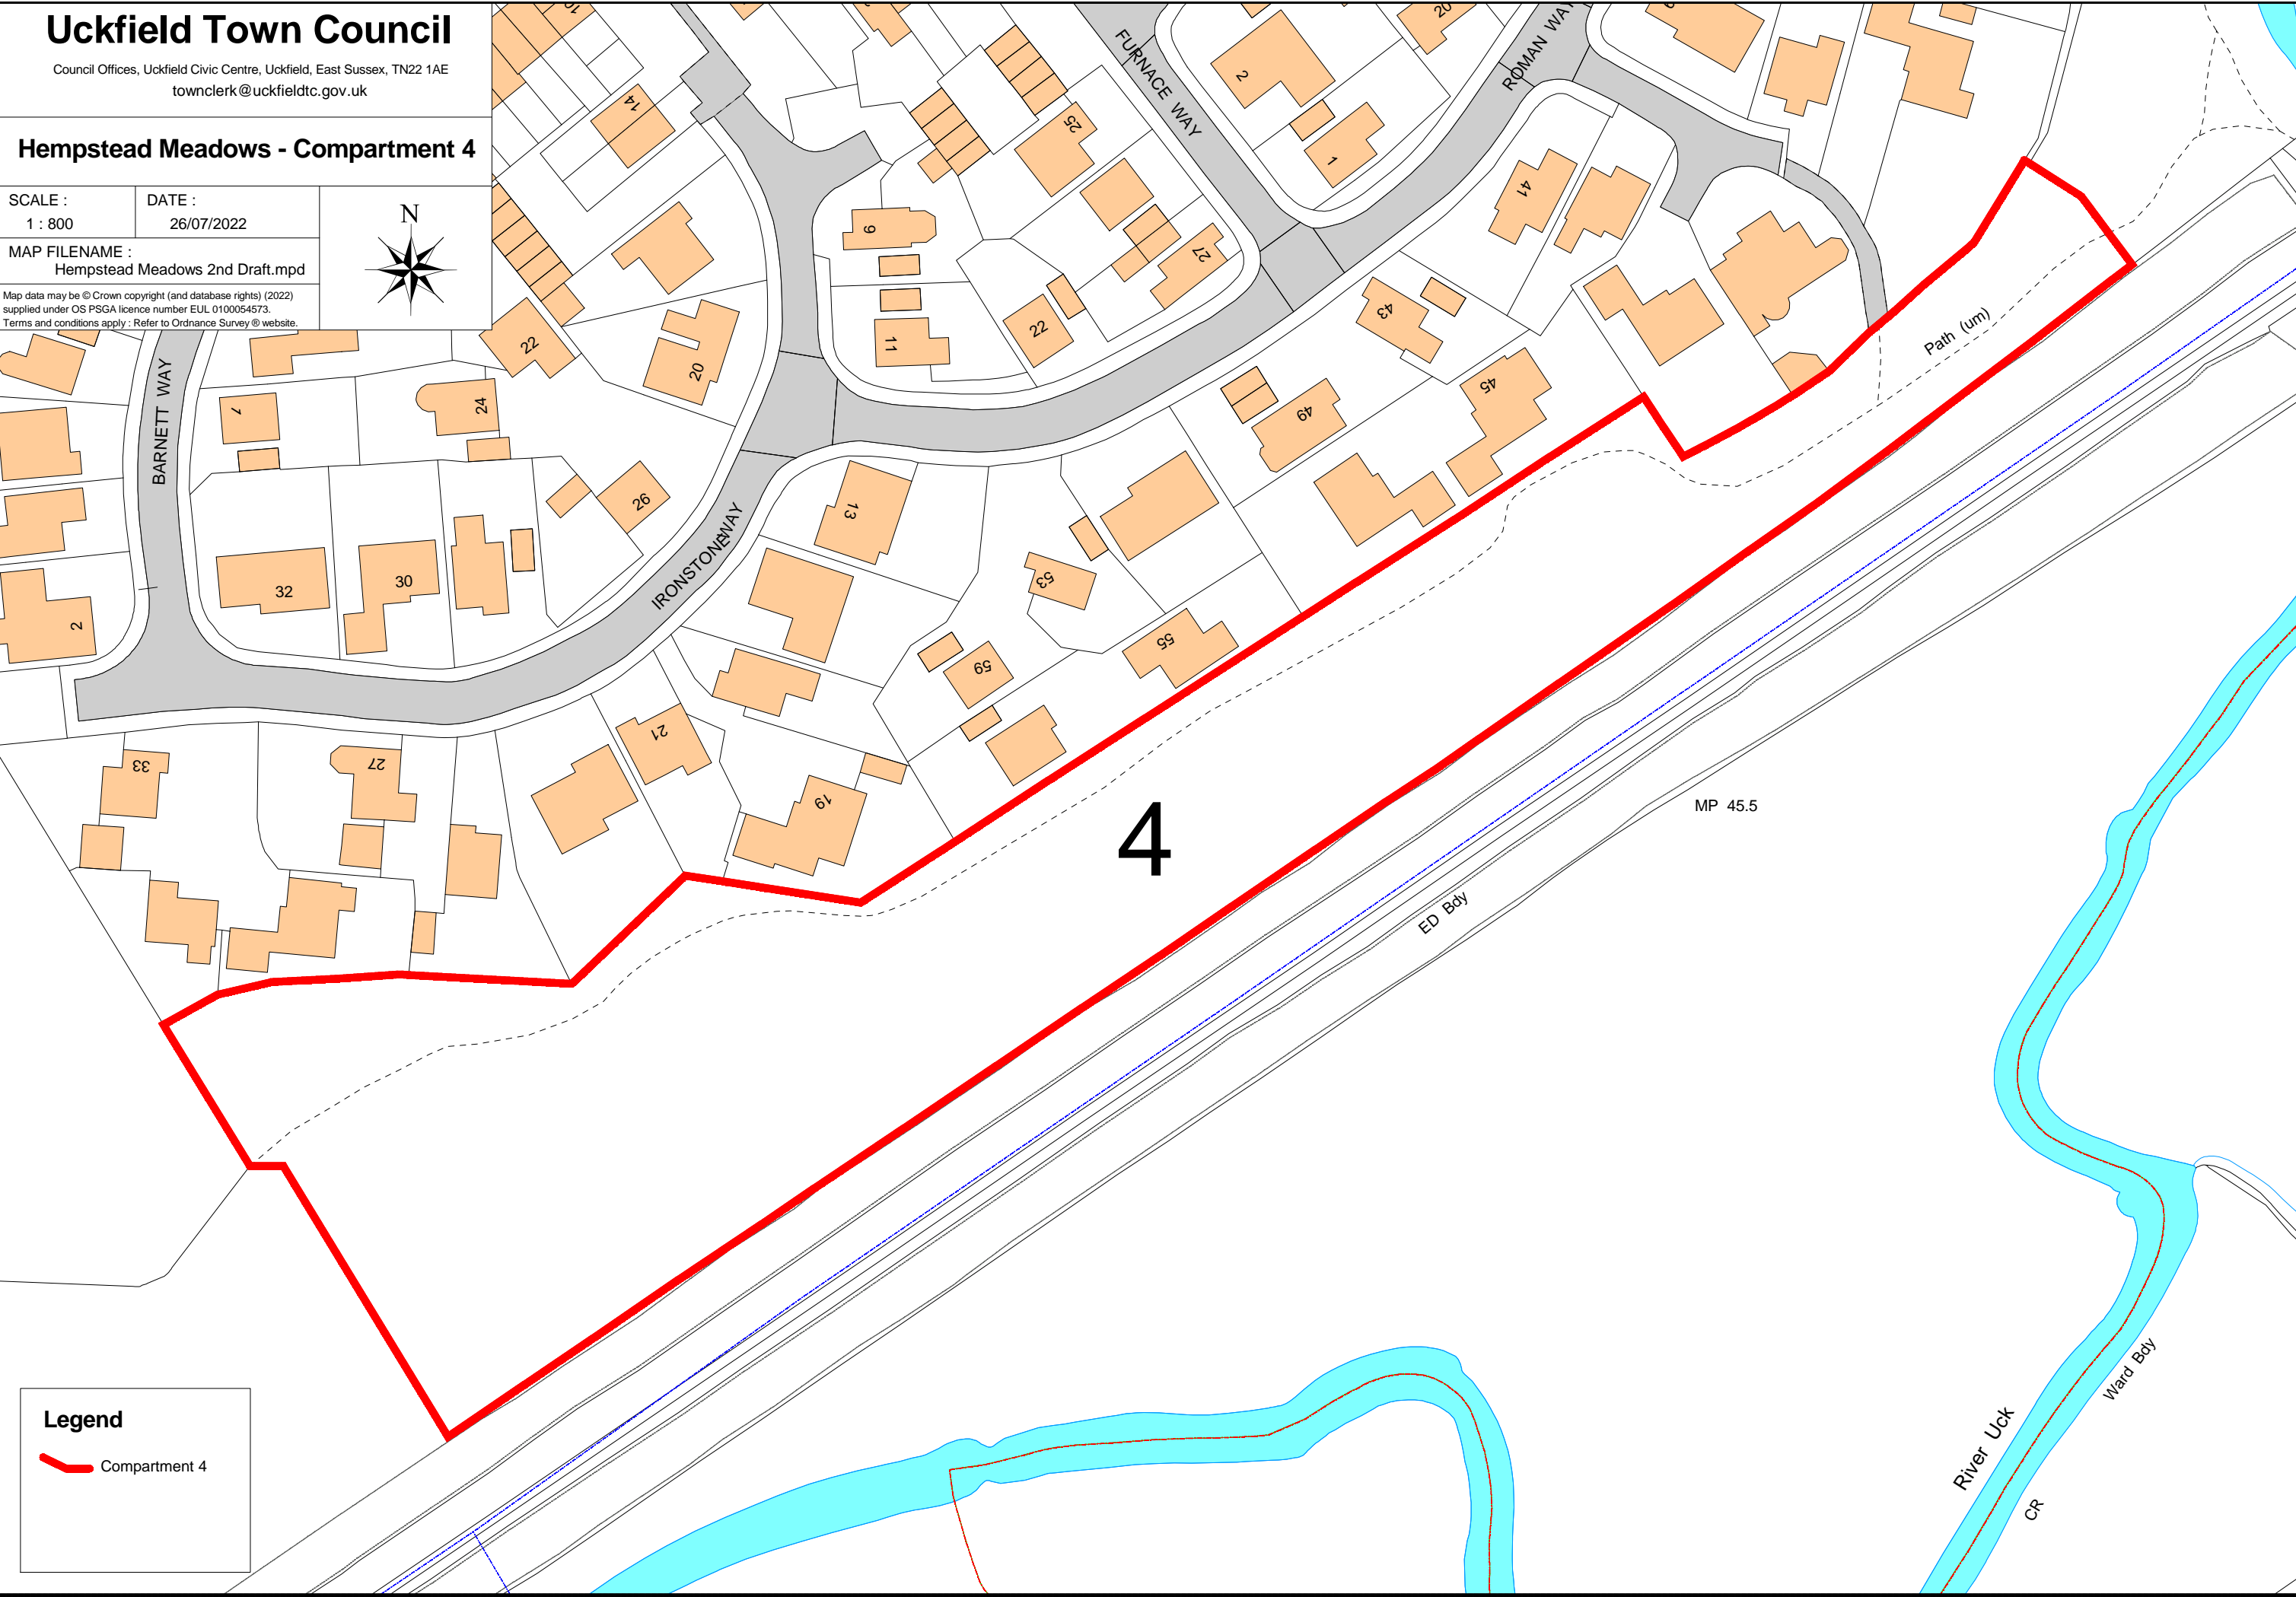 Uckfield Town Council
Council Offices, Uckfield Civic Centre, Uckfield, East Sussex, TN22 1AE
townclerk@uckfieldtc.gov.uk
Hempstead Meadows - Compartment 4
SCALE :
1 : 800
DATE :
26/07/2022
N
MAP FILENAME :
Hempstead Meadows 2nd Draft.mpd
Map data may be © Crown copyright (and database rights) (2022)
supplied under OS PSGA licence number EUL 0100054573.
Terms and conditions apply : Refer to Ordnance Survey ® website.
14
25
FURNACE WAY
2
1
20
ROMAN WAY
41
9
27
22
11
43
45
49
Path (um)
22
20
BARNETT WAY
7
24
26
32
30
2
IRONSTONE WAY
13
53
55
59
21
19
33
27
4
MP 45.5
ED Bdy
River Uck
Ward Bdy
CR
Legend
Compartment 4